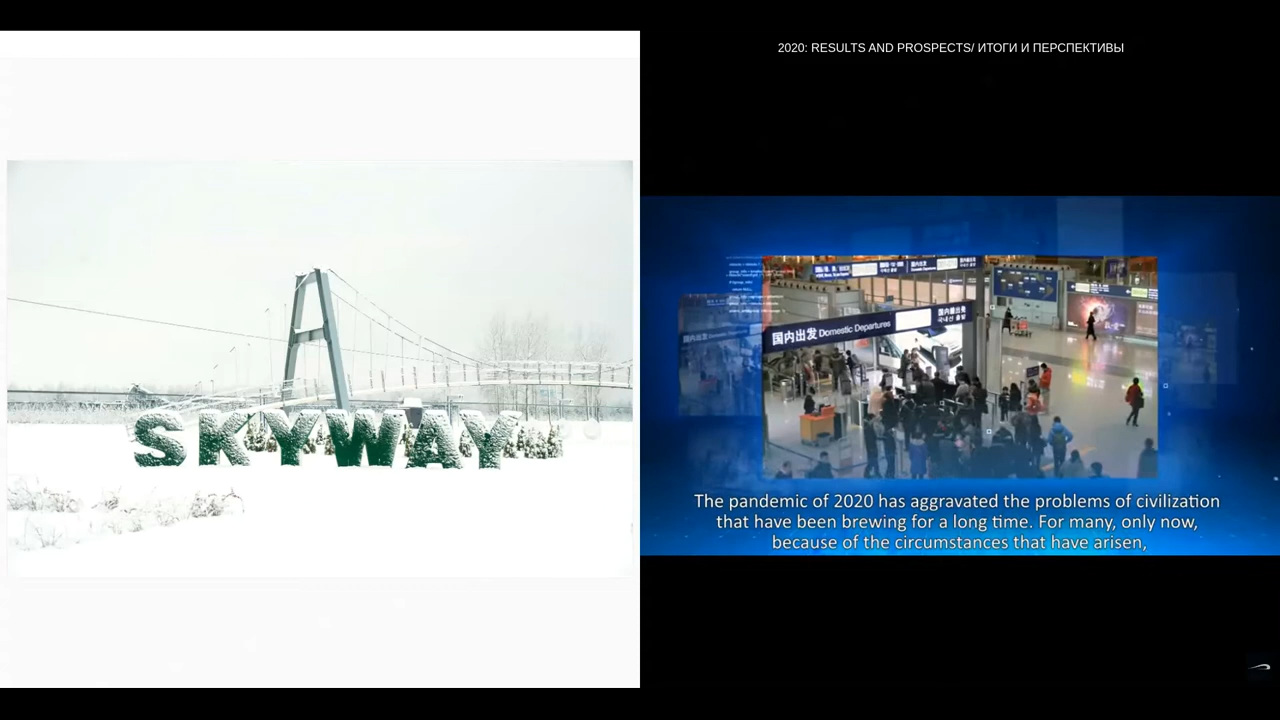 2020: RESULTS AND PROSPECTS/ ИТОГИ И ПЕРСПЕКТИВЫ
SKYWAY
国内出发 Domestic Departures
The pandemic of 2020 has aggravated the problems of civilization
that have been brewing for a long time. For many, only now,
because of the circumstances that have arisen,